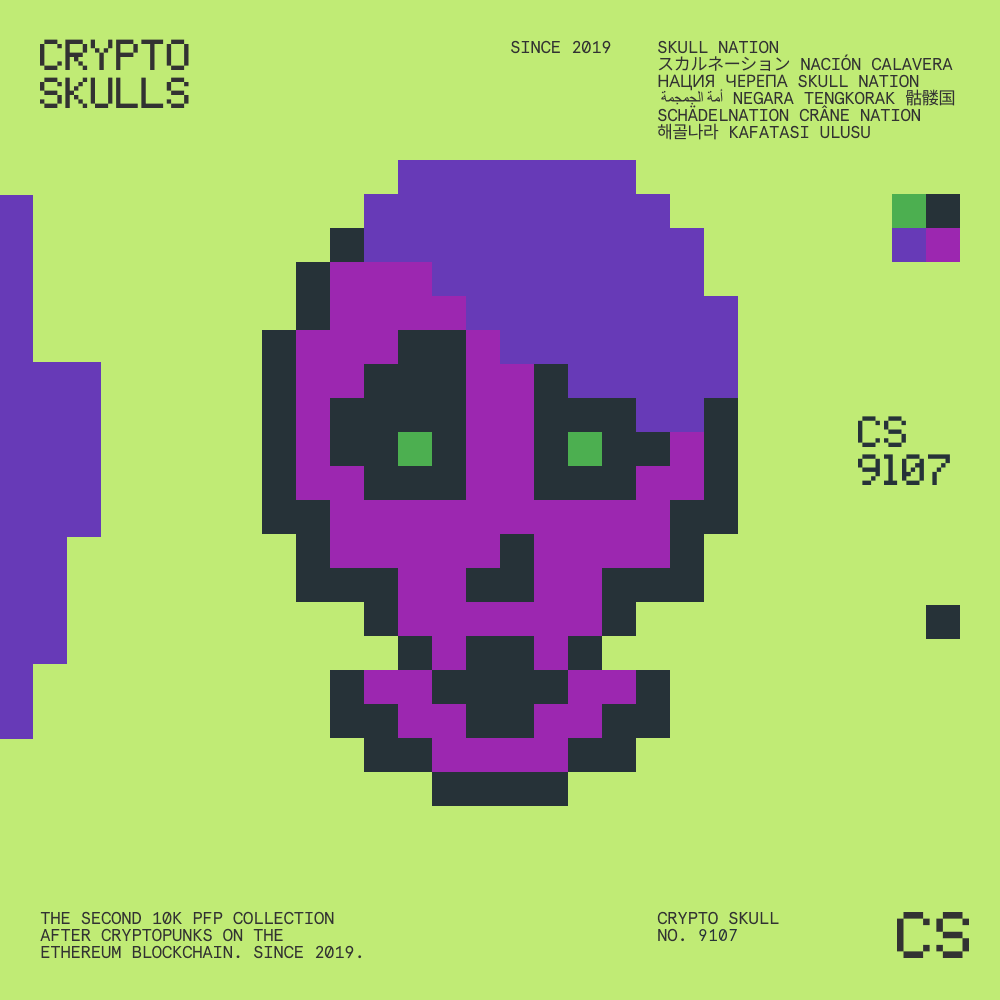 CRYPTO
SKULLS
SINCE 2019
SKULL NATION
スカルネーション NACIÓN CALAVERA
НАЦИЯ ЧЕРЕПА SKULL NATION
أمة الجمجمة NEGARA TENGKORAK 骷髅国
SCHÄDELNATION CRÂNE NATION
해골나라 KAFATASI ULUSU
CS
9107
THE SECOND 10K PFP COLLECTION
AFTER CRYPTOPUNKS ON THE
ETHEREUM BLOCKCHAIN. SINCE 2019.
CRYPTO SKULL
NO. 9107
CS